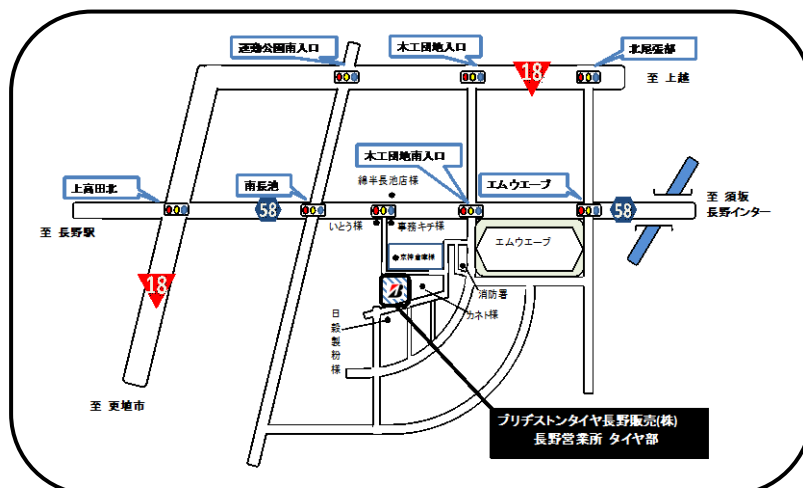 運動公園南入口
木工団地入口
北尾張部
18
至 上越
木工団地南入口
綿半長池店様
上高田北
南長池
エムウエーブ
58
58
至 須坂
長野インター
至 長野駅
いとう様
事務キチ様
エムウエーブ
京神倉庫様
18
消防署
カネト様
日穀製粉様
至 更埴市
ブリヂストンタイヤ長野販売(株)
長野営業所 タイヤ部